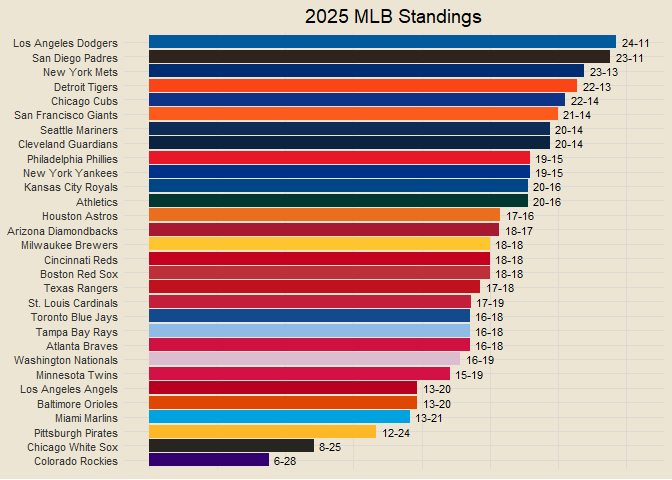 2025 MLB Standings
Los Angeles Dodgers 24-11
San Diego Padres 23-11
New York Mets 23-13
Detroit Tigers 22-13
Chicago Cubs 22-14
San Francisco Giants 21-14
Seattle Mariners 20-14
Cleveland Guardians 20-14
Philadelphia Phillies 19-15
New York Yankees 19-15
Kansas City Royals 20-16
Athletics 20-16
Houston Astros 17-16
Arizona Diamondbacks 18-17
Milwaukee Brewers 18-18
Cincinnati Reds 18-18
Boston Red Sox 18-18
Texas Rangers 17-18
St. Louis Cardinals 17-19
Toronto Blue Jays 16-18
Tampa Bay Rays 16-18
Atlanta Braves 16-18
Washington Nationals 16-19
Minnesota Twins 15-19
Los Angeles Angels 13-20
Baltimore Orioles 13-20
Miami Marlins 13-21
Pittsburgh Pirates 12-24
Chicago White Sox 8-25
Colorado Rockies 6-28